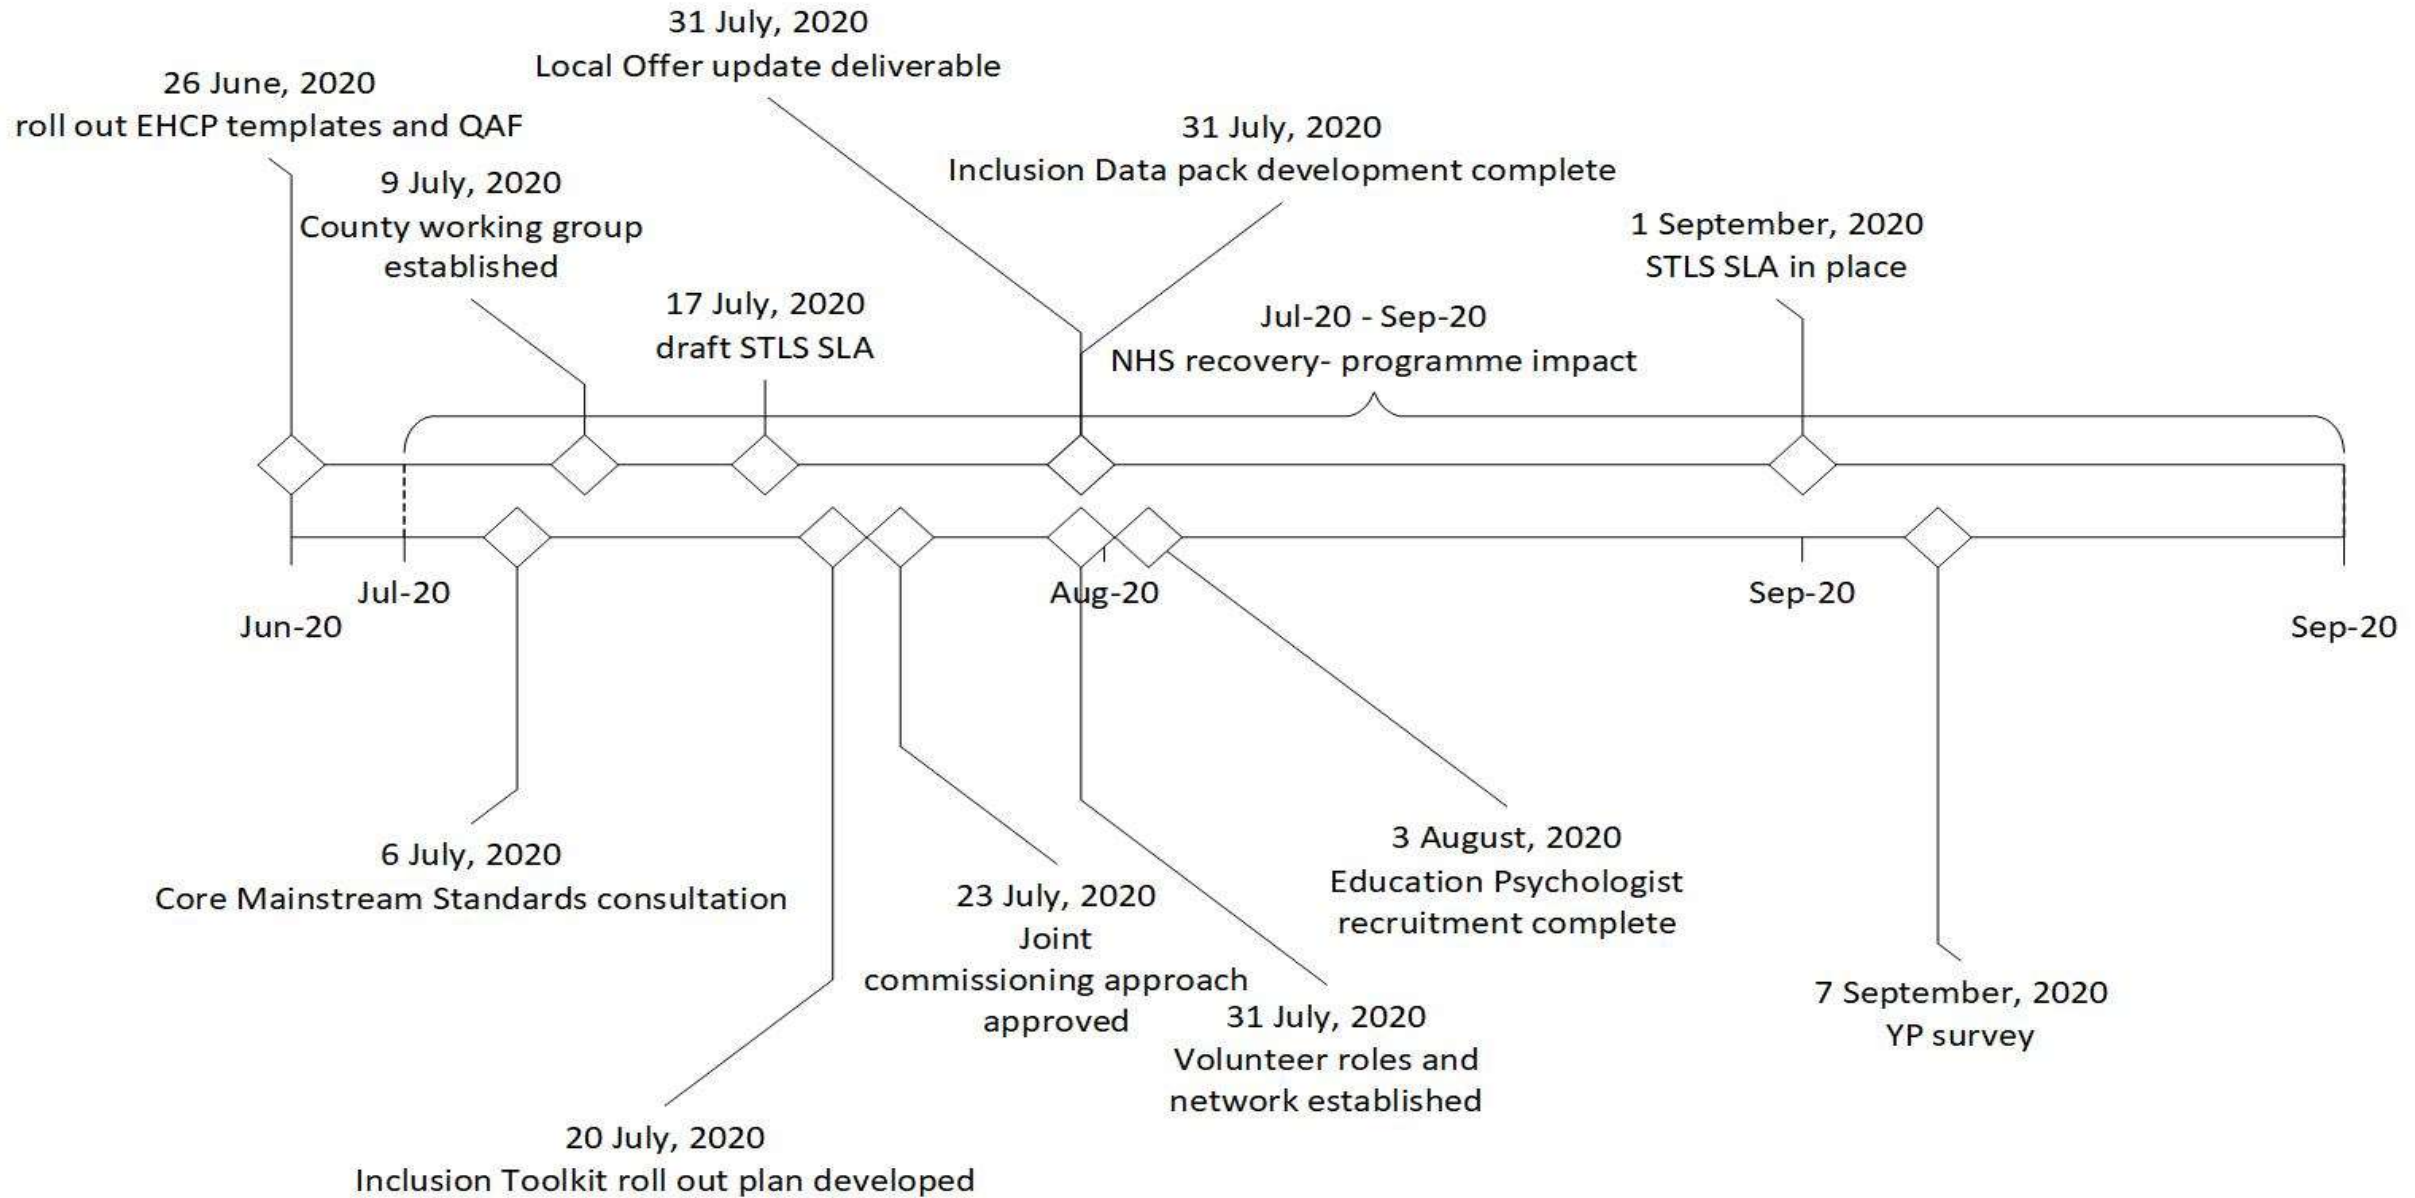 31 July, 2020
Local Offer update deliverable
26 June, 2020
roll out EHCP templates and QAF
31 July, 2020
Inclusion Data pack development complete
9 July, 2020
County working group
established
1 September, 2020
STLS SLA in place
17 July, 2020
draft STLS SLA
Jul-20 - Sep-20
NHS recovery- programme impact
Jul-20
Aug-20
Sep-20
Jun-20
Sep-20
6 July, 2020
Core Mainstream Standards consultation
3 August, 2020
Education Psychologist
recruitment complete
23 July, 2020
Joint
commissioning approach
approved
31 July, 2020
Volunteer roles and
network established
7 September, 2020
YP survey
20 July, 2020
Inclusion Toolkit roll out plan developed